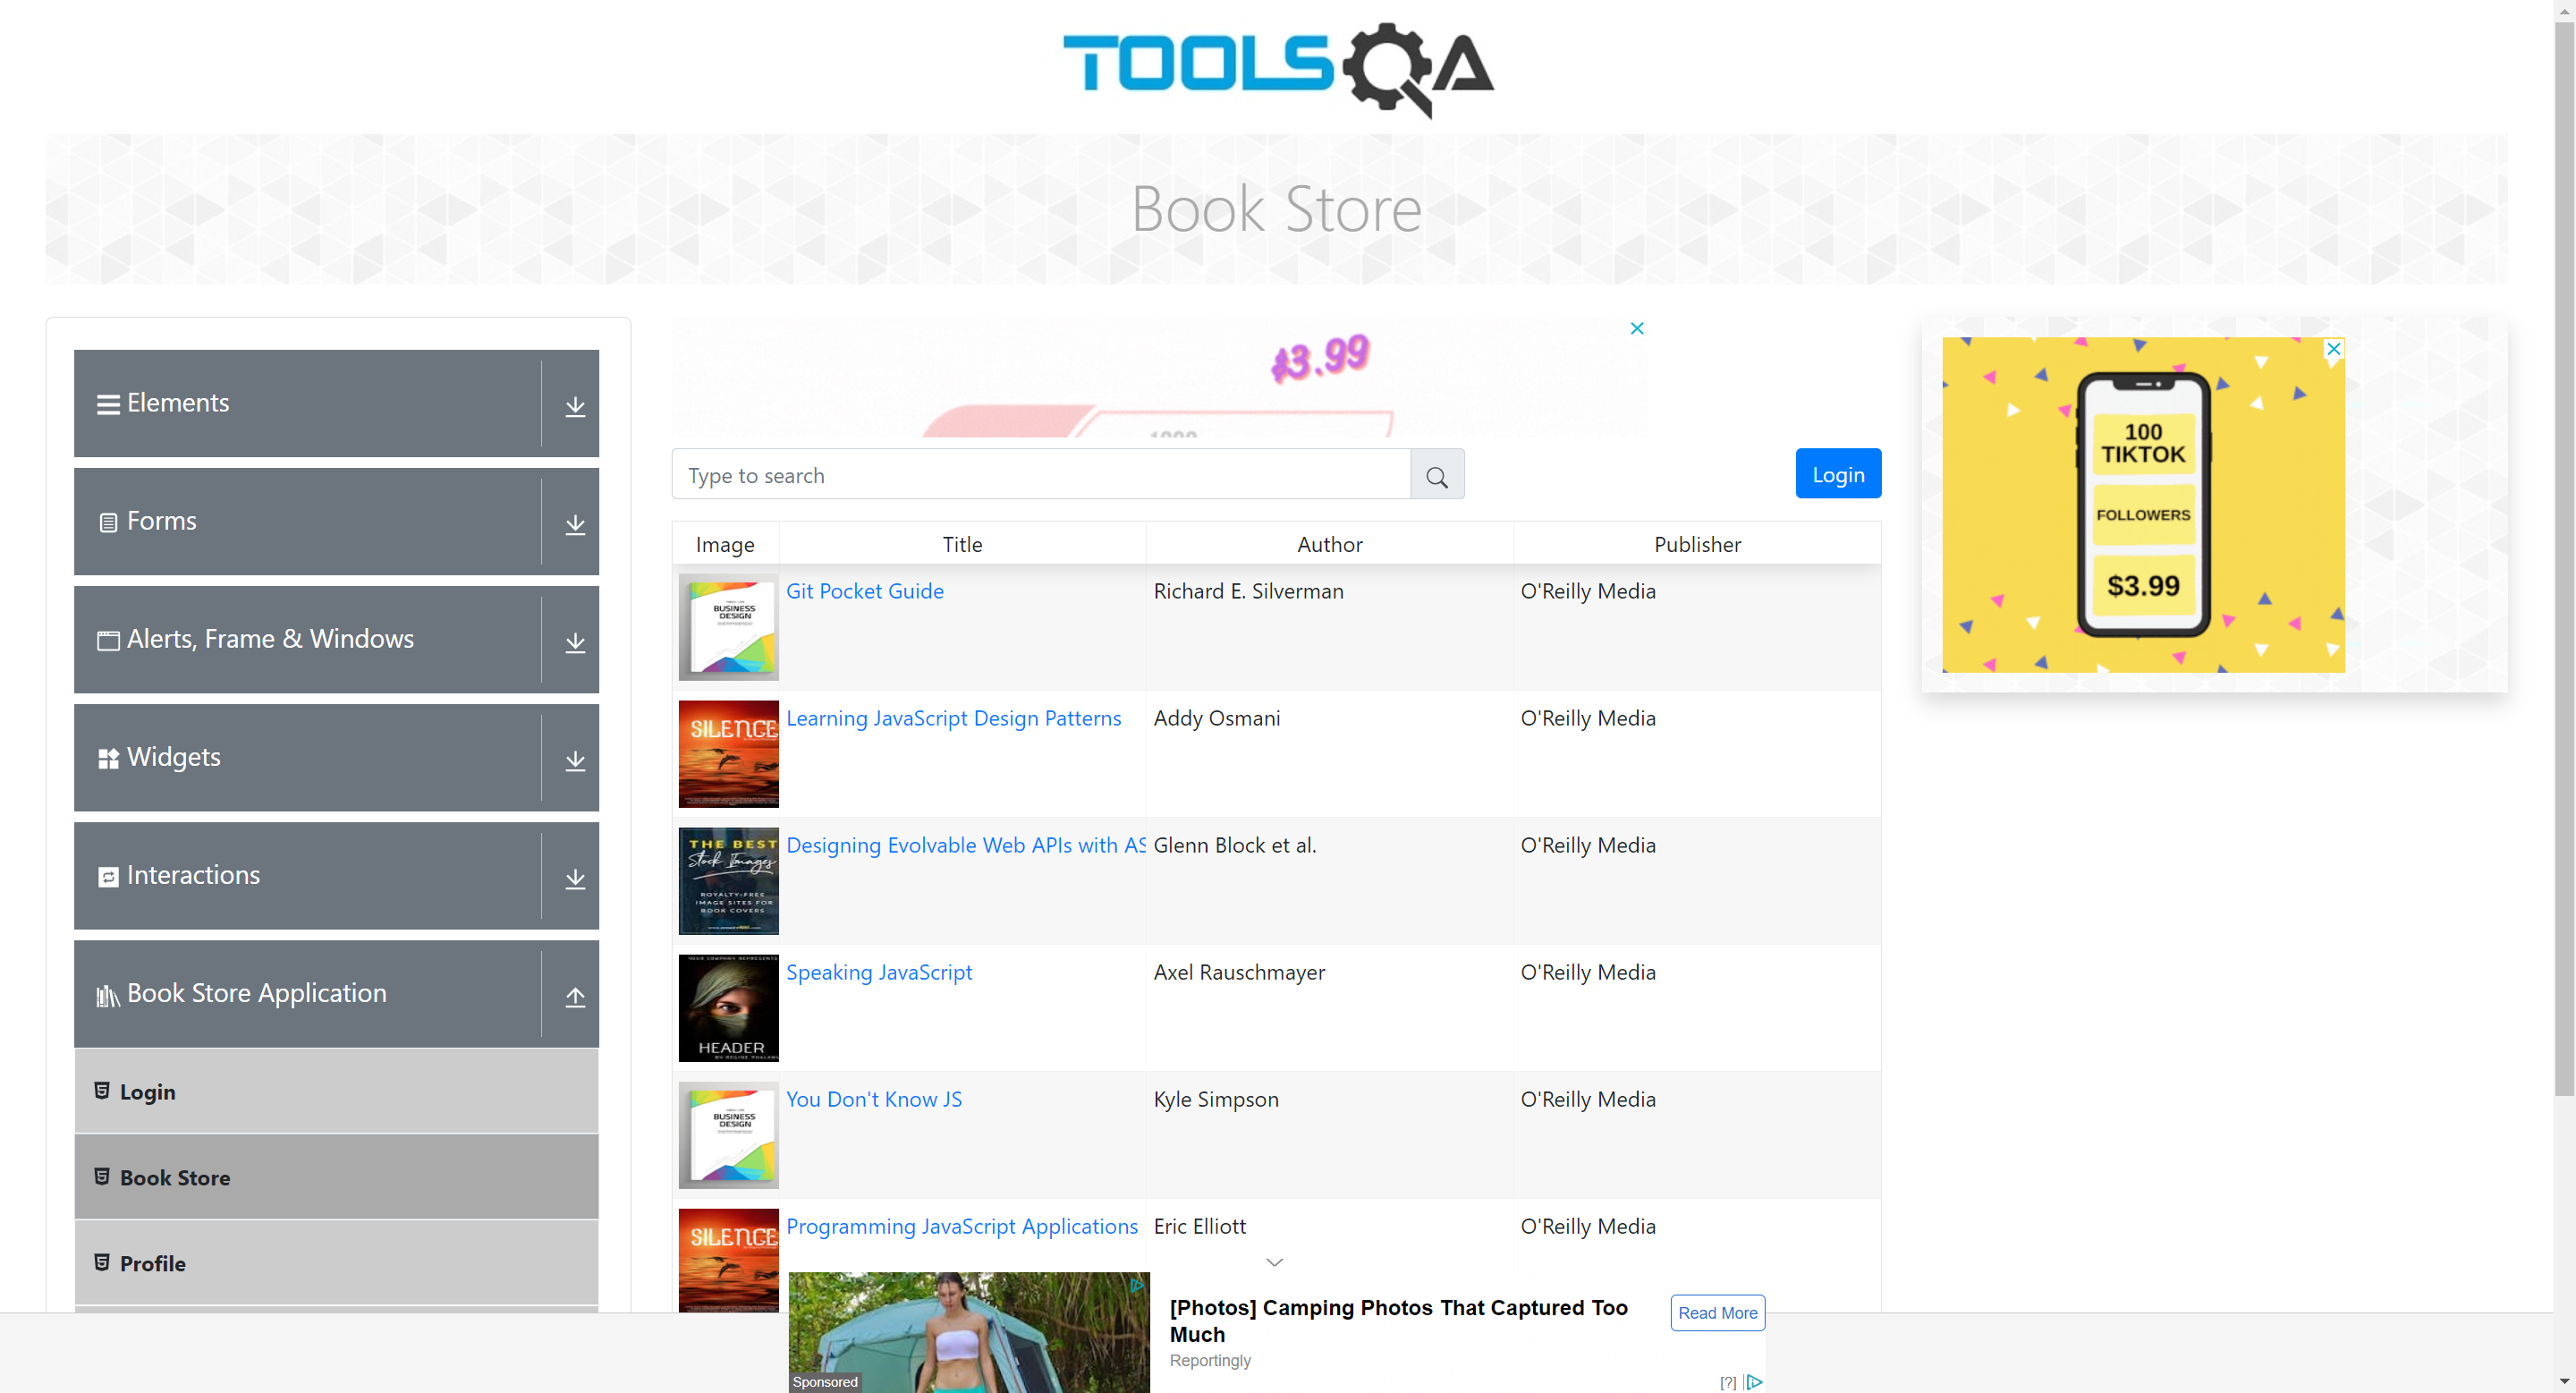 TOOLSQA
Book Store
Elements
Forms
Alerts, Frame & Windows
Widgets
Interactions
Book Store Application
Login
Book Store
Profile
$3.99
Type to search
Login
Image Title Author Publisher
BUSINESS
DESIGN
Git Pocket Guide Richard E. Silverman O'Reilly Media
SILENCE
Learning JavaScript Design Patterns Addy Osmani O'Reilly Media
THE BEST
Stock Images
ROYALTY-FREE
IMAGE SITES FOR
BOOK COVERS
Designing Evolvable Web APIs with AS Glenn Block et al. O'Reilly Media
YOUR COMPANY REPRESENTS
HEADER
Speaking JavaScript Axel Rauschmayer O'Reilly Media
BUSINESS
DESIGN
You Don't Know JS Kyle Simpson O'Reilly Media
SILENCE
Programming JavaScript Applications Eric Elliott O'Reilly Media
100
TIKTOK
FOLLOWERS
$3.99
Sponsored
[Photos] Camping Photos That Captured Too
Much
Reportingly
Read More
[?]